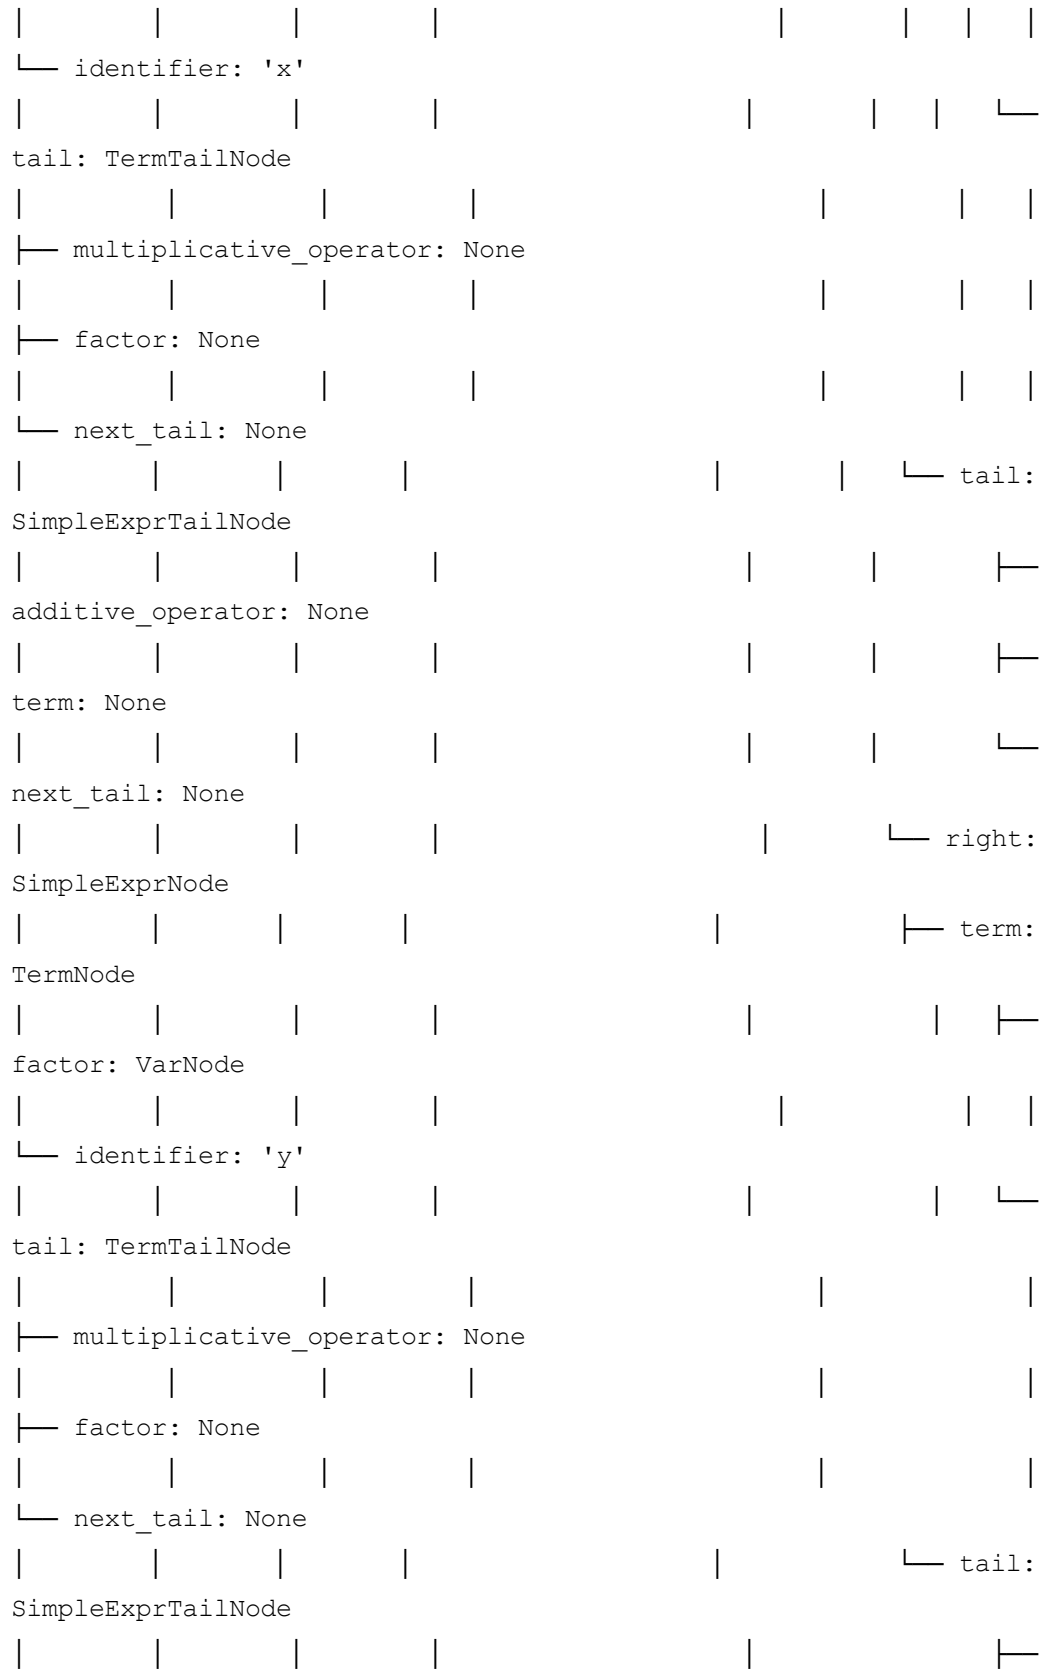 │ │ │ │ │ │ │ │
└── identifier: 'x'
│ │ │ │ │ │ │ └──
tail: TermTailNode
│ │ │ │ │ │ │
├── multiplicative_operator: None
│ │ │ │ │ │ │
├── factor: None
│ │ │ │ │ │ │
└── next_tail: None
│ │ │ │ │ │ └── tail:
SimpleExprTailNode
│ │ │ │ │ │ ├──
additive_operator: None
│ │ │ │ │ │ ├──
term: None
│ │ │ │ │ │ └──
next_tail: None
│ │ │ │ │ └── right:
SimpleExprNode
│ │ │ │ │ ├── term:
TermNode
│ │ │ │ │ │ ├──
factor: VarNode
│ │ │ │ │ │ │
└── identifier: 'y'
│ │ │ │ │ │ └──
tail: TermTailNode
│ │ │ │ │ │
├── multiplicative_operator: None
│ │ │ │ │ │
├── factor: None
│ │ │ │ │ │
└── next_tail: None
│ │ │ │ │ └── tail:
SimpleExprTailNode
│ │ │ │ │ ├──